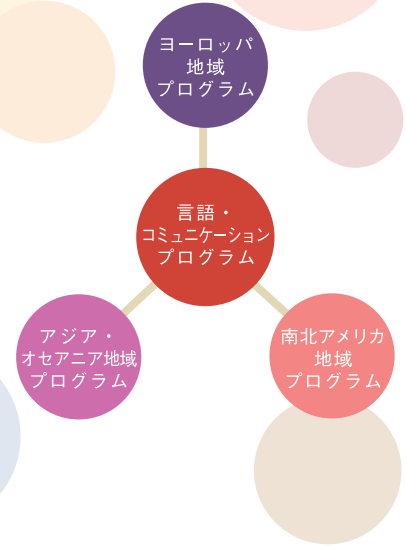 ヨーロッパ
地域
プログラム
言語・
コミュニケーション
プログラム
アジア・
オセアニア地域
プログラム
南北アメリカ
地域
プログラム